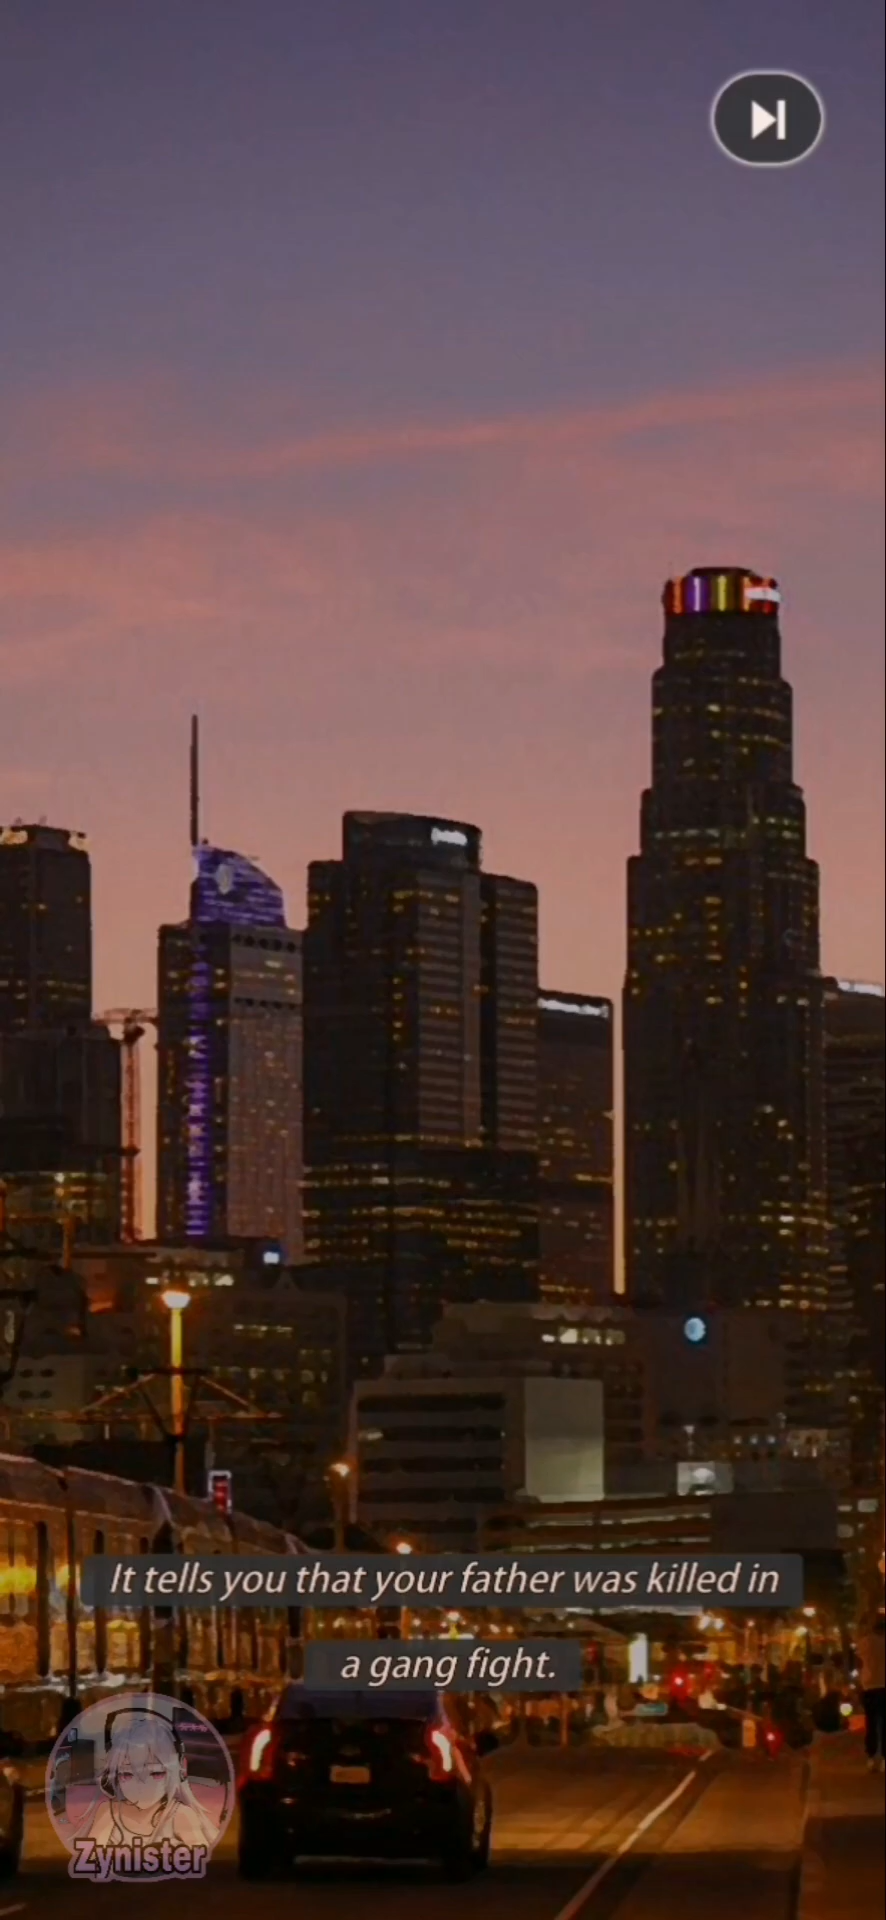 It tells you that your father was killed in
a gang fight.
Zynister